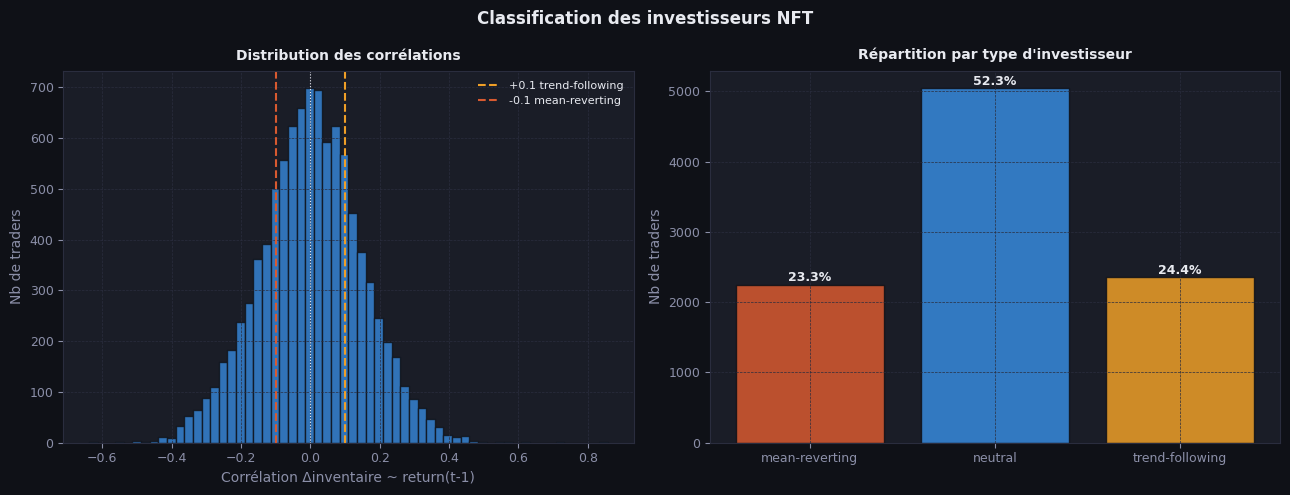 Classification des investisseurs NFT
Distribution des corrélations
700
600
500
400
300
200
100
0
Nb de traders
+0.1 trend-following
-0.1 mean-reverting
−0.6
−0.4
−0.2
0.0
0.2
0.4
0.6
0.8
Corrélation Δinventaire ~ return(t-1)
Répartition par type d'investisseur
5000
4000
3000
2000
1000
0
Nb de traders
23.3%
52.3%
24.4%
mean-reverting
neutral
trend-following